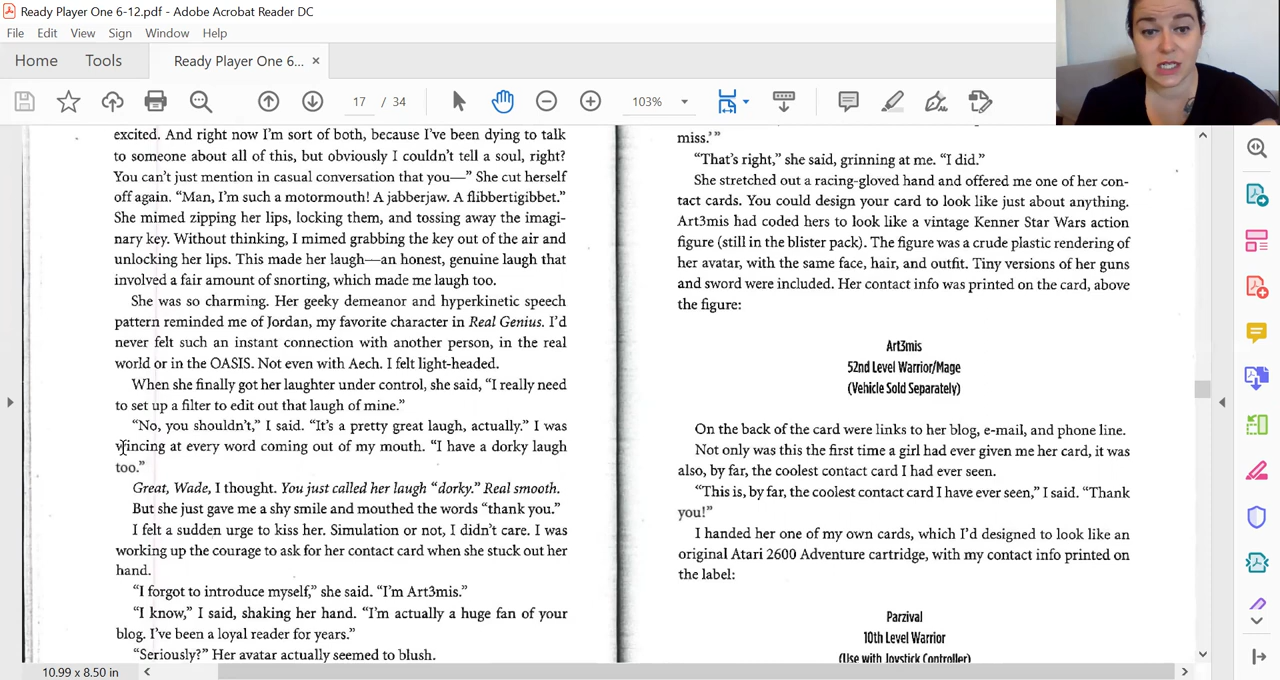 Ready Player One 6-12.pdf - Adobe Acrobat Reader DC
File Edit View Sign Window Help
Home Tools Ready Player One 6... ×
17 / 34 103%
excited. And right now I'm sort of both, because I've been dying to talk
to someone about all of this, but obviously I couldn't tell a soul, right?
You can't just mention in casual conversation that you—” She cut herself
off again. “Man, I'm such a motormouth! A jabberjaw. A flibbertigibbet.”
She mimed zipping her lips, locking them, and tossing away the imagi-
nary key. Without thinking, I mimed grabbing the key out of the air and
unlocking her lips. This made her laugh—an honest, genuine laugh that
involved a fair amount of snorting, which made me laugh too.
She was so charming. Her geeky demeanor and hyperkinetic speech
pattern reminded me of Jordan, my favorite character in Real Genius. I'd
never felt such an instant connection with another person, in the real
world or in the OASIS. Not even with Aech. I felt light-headed.
When she finally got her laughter under control, she said, “I really need
to set up a filter to edit out that laugh of mine.”
“No, you shouldn't,” I said. “It's a pretty great laugh, actually.” I was
wincing at every word coming out of my mouth. “I have a dorky laugh
too.”
Great, Wade, I thought. You just called her laugh “dorky.” Real smooth.
But she just gave me a shy smile and mouthed the words “thank you.”
I felt a sudden urge to kiss her. Simulation or not, I didn't care. I was
working up the courage to ask for her contact card when she stuck out her
hand.
“I forgot to introduce myself,” she said. “I'm Art3mis.”
“I know,” I said, shaking her hand. “I'm actually a huge fan of your
blog. I've been a loyal reader for years.”
“Seriously?” Her avatar actually seemed to blush.
miss.’”
“That's right,” she said, grinning at me. “I did.”
She stretched out a racing-gloved hand and offered me one of her con-
tact cards. You could design your card to look like just about anything.
Art3mis had coded hers to look like a vintage Kenner Star Wars action
figure (still in the blister pack). The figure was a crude plastic rendering of
her avatar, with the same face, hair, and outfit. Tiny versions of her guns
and sword were included. Her contact info was printed on the card, above
the figure:
Art3mis
52nd Level Warrior/Mage
(Vehicle Sold Separately)
On the back of the card were links to her blog, e-mail, and phone line.
Not only was this the first time a girl had ever given me her card, it was
also, by far, the coolest contact card I had ever seen.
“This is, by far, the coolest contact card I have ever seen,” I said. “Thank
you!”
I handed her one of my own cards, which I'd designed to look like an
original Atari 2600 Adventure cartridge, with my contact info printed on
the label:
Parzival
10th Level Warrior
(Use with Joystick Controller)
10.99 x 8.50 in